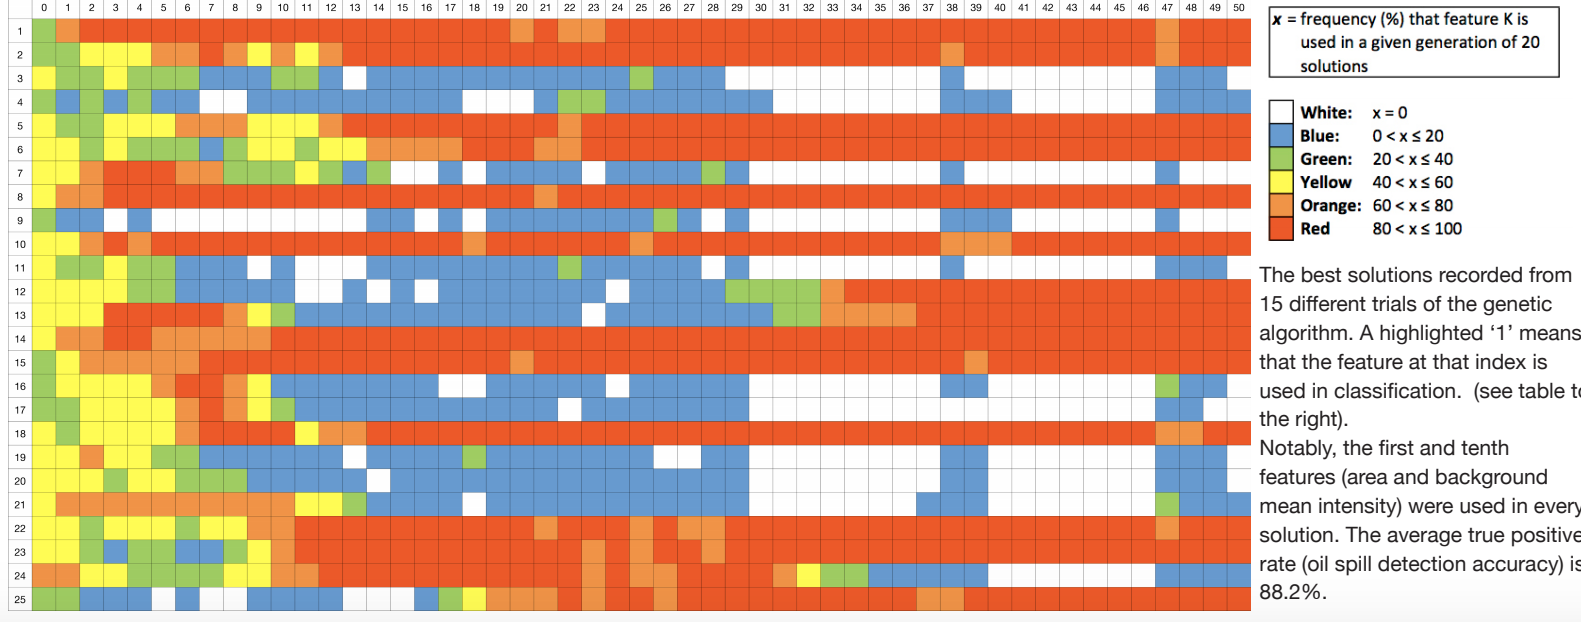 0 1 2 3 4 5 6 7 8 9 10 11 12 13 14 15 16 17 18 19 20 21 22 23 24 25 26 27 28 29 30 31 32 33 34 35 36 37 38 39 40 41 42 43 44 45 46 47 48 49 50
1
2
3
4
5
6
7
8
9
10
11
12
13
14
15
16
17
18
19
20
21
22
23
24
25
x = frequency (%) that feature K is
used in a given generation of 20
solutions
White: x = 0
Blue: 0 < x ≤ 20
Green: 20 < x ≤ 40
Yellow 40 < x ≤ 60
Orange: 60 < x ≤ 80
Red 80 < x ≤ 100
The best solutions recorded from
15 different trials of the genetic
algorithm. A highlighted ‘1’ means
that the feature at that index is
used in classification. (see table to
the right).
Notably, the first and tenth
features (area and background
mean intensity) were used in every
solution. The average true positive
rate (oil spill detection accuracy) is
88.2%.